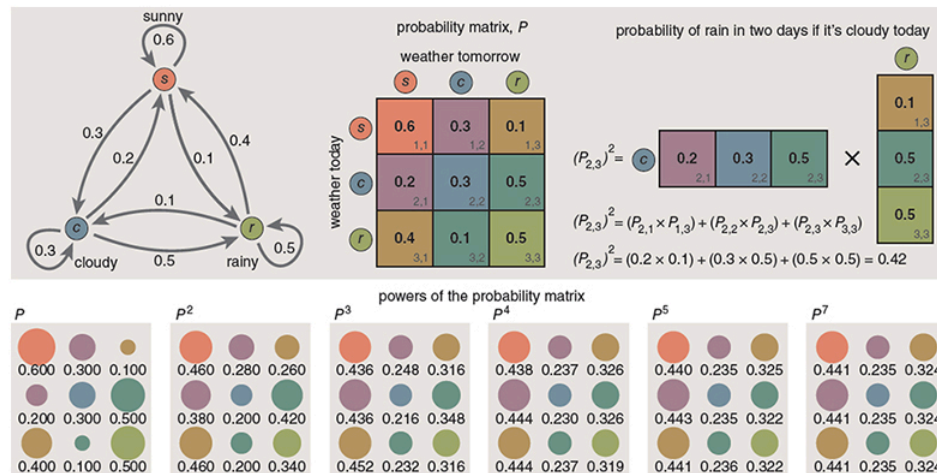 sunny
0.6
s
0.3
0.2
0.1
0.4
0.1
c
r
0.3
cloudy
0.5
rainy
0.5
probability matrix, P
weather tomorrow
s c r
weather today
s 0.6 1,1 0.3 1,2 0.1 1,3
c 0.2 2,1 0.3 2,2 0.5 2,3
r 0.4 3,1 0.1 3,2 0.5 3,3
probability of rain in two days if it's cloudy today
r
0.1 1,3
(P2,3)² = c 0.2 2,1 0.3 2,2 0.5 2,3 × 0.5 2,3
0.5 3,3
(P2,3)² = (P2,1 × P1,3) + (P2,2 × P2,3) + (P2,3 × P3,3)
(P2,3)² = (0.2 × 0.1) + (0.3 × 0.5) + (0.5 × 0.5) = 0.42
powers of the probability matrix
P
0.600 0.300 0.100
0.200 0.300 0.500
0.400 0.100 0.500
P²
0.460 0.280 0.260
0.380 0.200 0.420
0.460 0.200 0.340
P³
0.436 0.248 0.316
0.436 0.216 0.348
0.452 0.232 0.316
P⁴
0.438 0.237 0.326
0.444 0.230 0.326
0.444 0.237 0.319
P⁵
0.440 0.235 0.325
0.443 0.235 0.322
0.441 0.236 0.322
P⁷
0.441 0.235 0.324
0.441 0.235 0.324
0.441 0.235 0.324